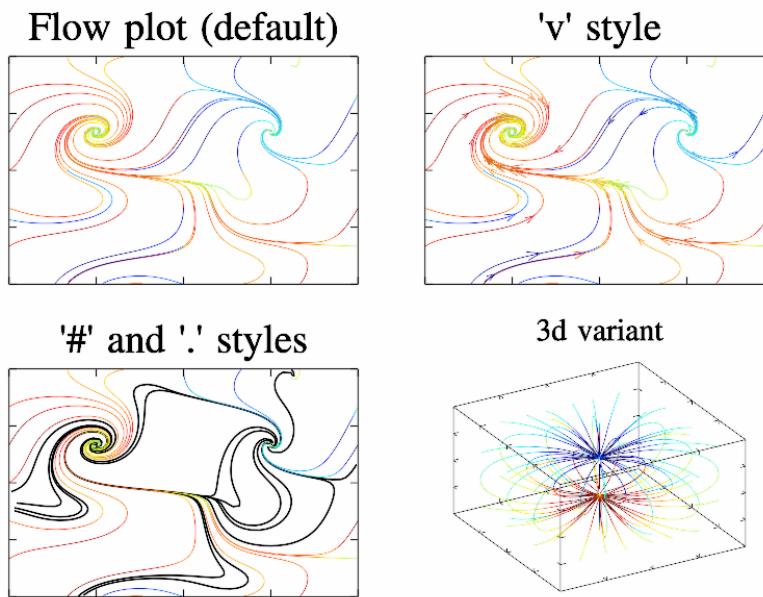 Flow plot (default)
'v' style
'#' and '.' styles
3d variant